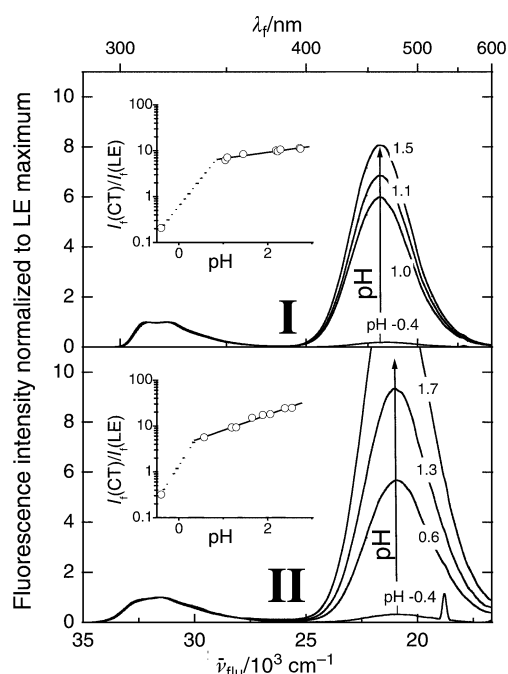 λf/nm
300 400 500 600
Fluorescence intensity normalized to LE maximum
10
8
6
4
2
0
If(CT)/If(LE)
100
10
1
0.1
0 2
pH
I
pH
1.5
1.1
1.0
pH -0.4
10
8
6
4
2
0
If(CT)/If(LE)
100
10
1
0.1
0 2
pH
II
pH
1.7
1.3
0.6
pH -0.4
35 30 25 20
ν̃flu/10³ cm⁻¹